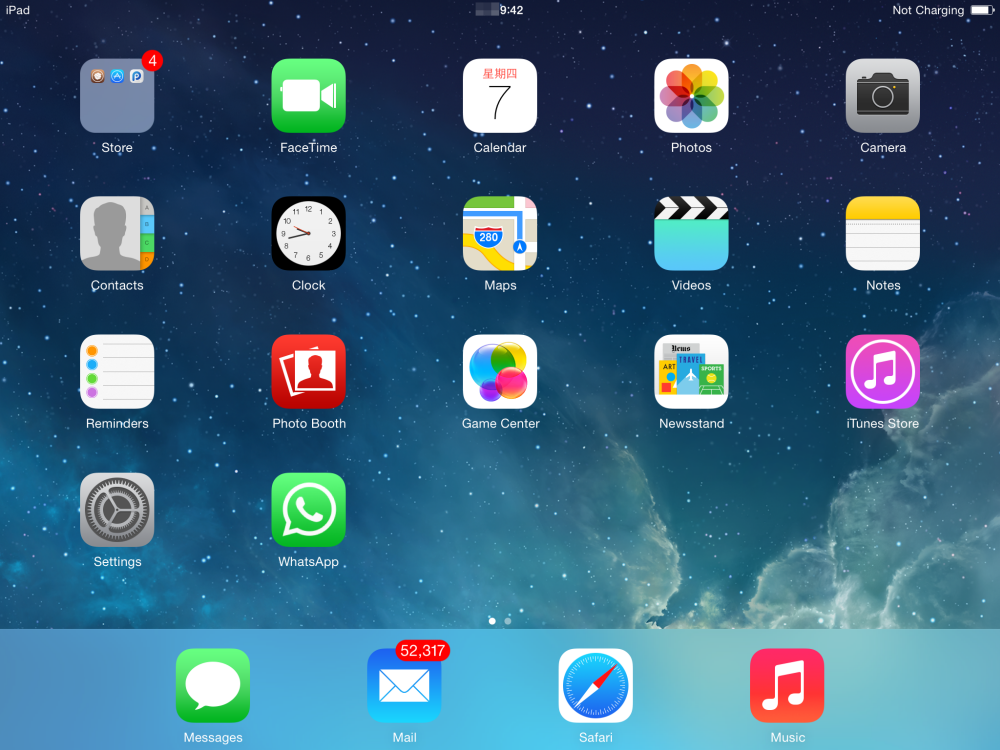 iPad
9:42
Not Charging
4
星期四
7
Store
FaceTime
Calendar
Photos
Camera
A
B
C
D
12
11
1
10
2
9
3
8
4
7
5
6
280
Contacts
Clock
Maps
Videos
Notes
News
TRAVEL
ART
SPORTS
Reminders
Photo Booth
Game Center
Newsstand
iTunes Store
Settings
WhatsApp
52,317
Messages
Mail
Safari
Music